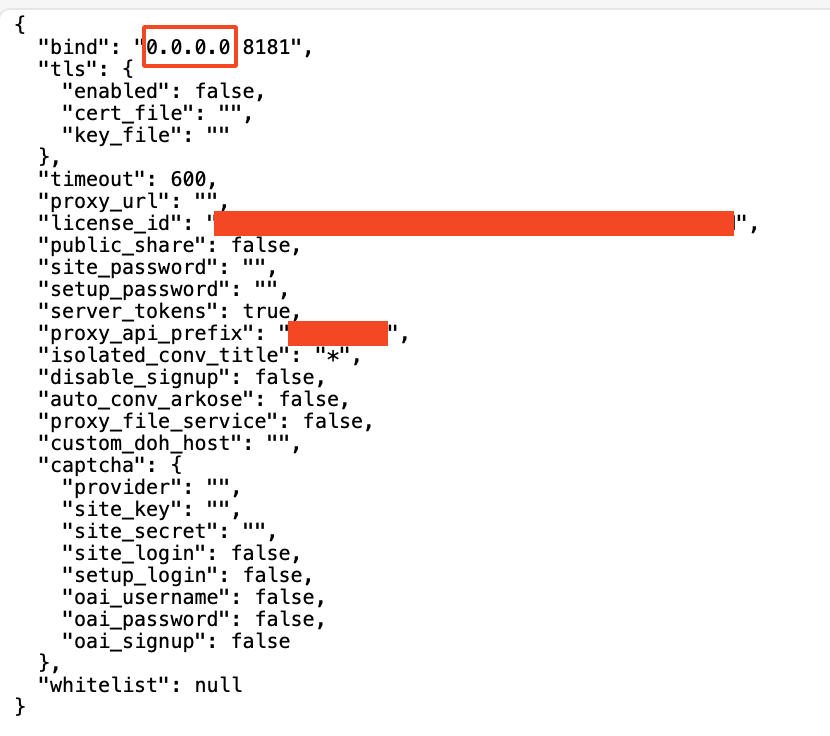 {
  "bind": "0.0.0.0 8181",
  "tls": {
    "enabled": false,
    "cert_file": "",
    "key_file": ""
  },
  "timeout": 600,
  "proxy_url": "",
  "license_id": "",
  "public_share": false,
  "site_password": "",
  "setup_password": "",
  "server_tokens": true,
  "proxy_api_prefix": "",
  "isolated_conv_title": "*",
  "disable_signup": false,
  "auto_conv_arkose": false,
  "proxy_file_service": false,
  "custom_doh_host": "",
  "captcha": {
    "provider": "",
    "site_key": "",
    "site_secret": "",
    "site_login": false,
    "setup_login": false,
    "oai_username": false,
    "oai_password": false,
    "oai_signup": false
  },
  "whitelist": null
}